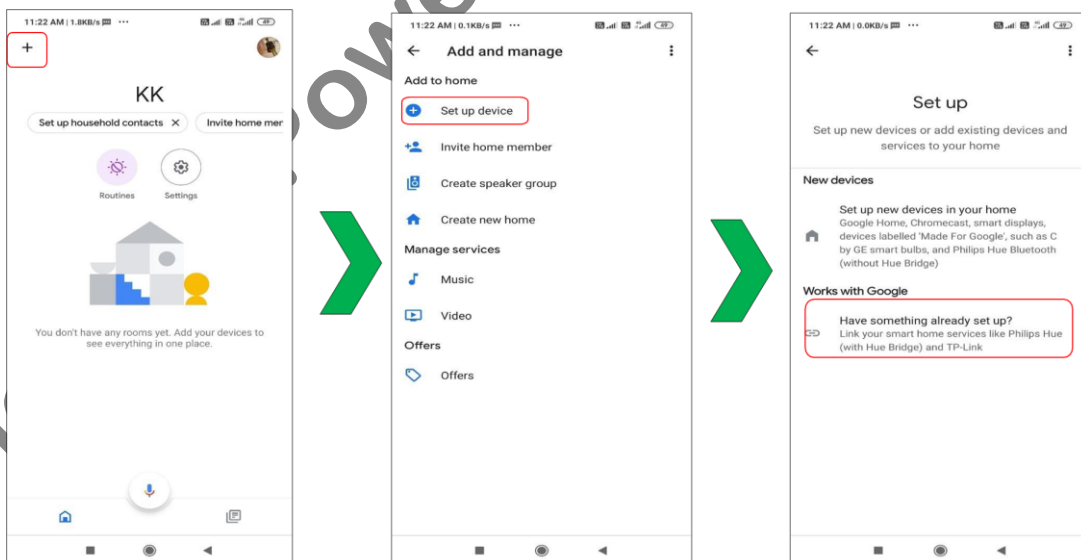 11:22 AM | 1.8KB/s ···
49
+
KK
Set up household contacts ×
Invite home mer
Routines
Settings
You don't have any rooms yet. Add your devices to
see everything in one place.
11:22 AM | 0.1KB/s ···
49
Add and manage
Add to home
Set up device
Invite home member
Create speaker group
Create new home
Manage services
Music
Video
Offers
Offers
11:22 AM | 0.0KB/s ···
49
Set up
Set up new devices or add existing devices and
services to your home
New devices
Set up new devices in your home
Google Home, Chromecast, smart displays,
devices labelled 'Made For Google', such as C
by GE smart bulbs, and Philips Hue Bluetooth
(without Hue Bridge)
Works with Google
Have something already set up?
Link your smart home services like Philips Hue
(with Hue Bridge) and TP-Link